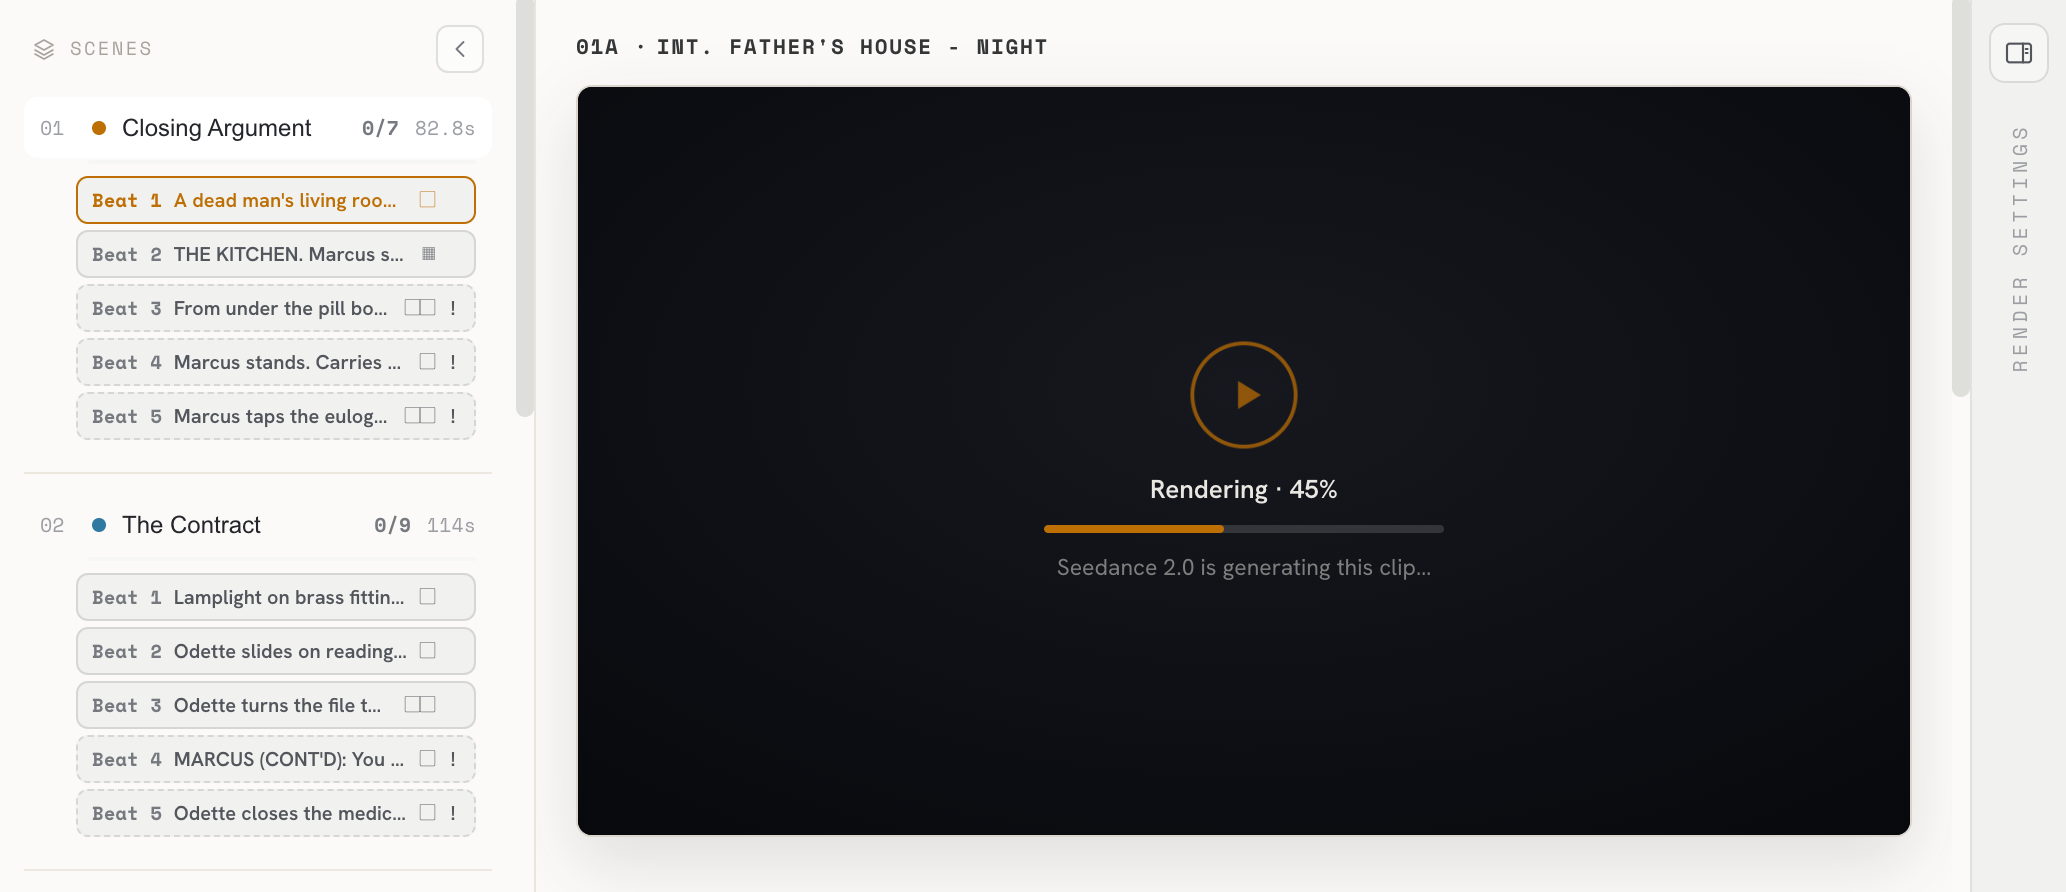 SCENES
01 Closing Argument 0/7 82.8s
Beat 1 A dead man's living roo...
Beat 2 THE KITCHEN. Marcus s...
Beat 3 From under the pill bo... !
Beat 4 Marcus stands. Carries ... !
Beat 5 Marcus taps the eulog... !
02 The Contract 0/9 114s
Beat 1 Lamplight on brass fittin...
Beat 2 Odette slides on reading...
Beat 3 Odette turns the file t...
Beat 4 MARCUS (CONT'D): You ... !
Beat 5 Odette closes the medic... !
01A · INT. FATHER'S HOUSE - NIGHT
Rendering · 45%
Seedance 2.0 is generating this clip...
RENDER SETTINGS